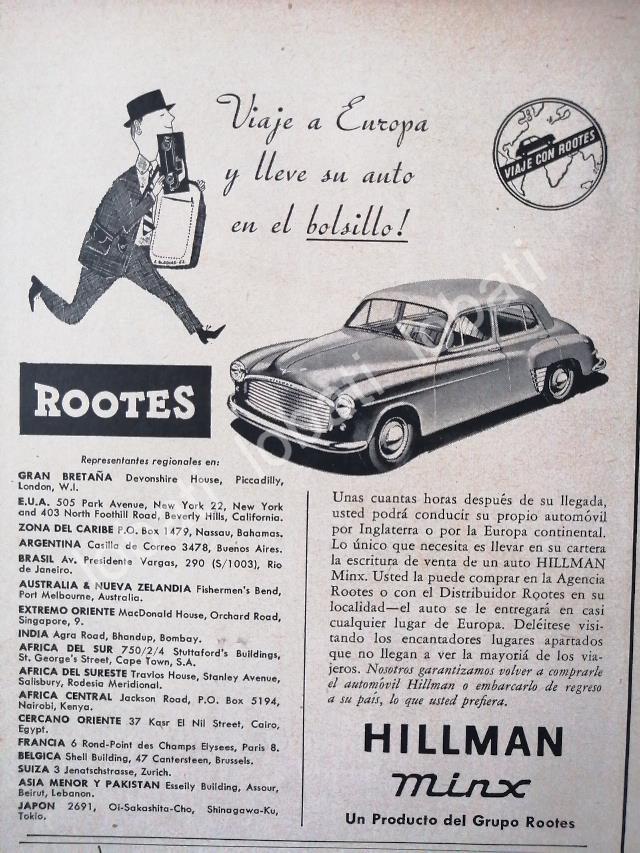 Viaje a Europa
y lleve su auto
en el bolsillo!
VIAJE CON ROOTES
ROOTES
Representantes regionales en:
GRAN BRETAÑA Devonshire House, Piccadilly,
London, W.I.
E.U.A. 505 Park Avenue, New York 22, New York
and 403 North Foothill Road, Beverly Hills, California.
ZONA DEL CARIBE P.O. Box 1479, Nassau, Bahamas.
ARGENTINA Casilla de Correo 3478, Buenos Aires.
BRASIL Av. Presidente Vargas, 290 (S/1003), Rio
de Janeiro.
AUSTRALIA & NUEVA ZELANDIA Fishermen's Bend,
Port Melbourne, Australia.
EXTREMO ORIENTE MacDonald House, Orchard Road,
Singapore, 9.
INDIA Agra Road, Bhandup, Bombay.
AFRICA DEL SUR 750/2/4 Stuttaford's Buildings,
St. George's Street, Cape Town, S.A.
AFRICA DEL SURESTE Travlos House, Stanley Avenue,
Salisbury, Rodesia Meridional.
AFRICA CENTRAL Jackson Road, P.O. Box 5194,
Nairobi, Kenya.
CERCANO ORIENTE 37 Kasr El Nil Street, Cairo,
Egypt.
FRANCIA 6 Rond-Point des Champs Elysees, Paris 8.
BELGICA Shell Building, 47 Cantersteen, Brussels.
SUIZA 3 Jenatschstrasse, Zurich.
ASIA MENOR Y PAKISTAN Esseily Building, Assour,
Beirut, Lebanon.
JAPON 2691, Oi-Sakashita-Cho, Shinagawa-Ku,
Tokio.
Unas cuantas horas después de su llegada,
usted podrá conducir su propio automóvil
por Inglaterra o por la Europa continental.
Lo único que necesita es llevar en su cartera
la escritura de venta de un auto HILLMAN
Minx. Usted la puede comprar en la Agencia
Rootes o con el Distribuidor Rootes en su
localidad—el auto se le entregará en casi
cualquier lugar de Europa. Deléitese visi-
tando los encantadores lugares apartados
que no llegan a ver la mayoría de los via-
jeros. Nosotros garantizamos volver a comprarle
el automóvil Hillman o embarcarlo de regreso
a su país, lo que usted prefiera.
HILLMAN
minx
Un Producto del Grupo Rootes